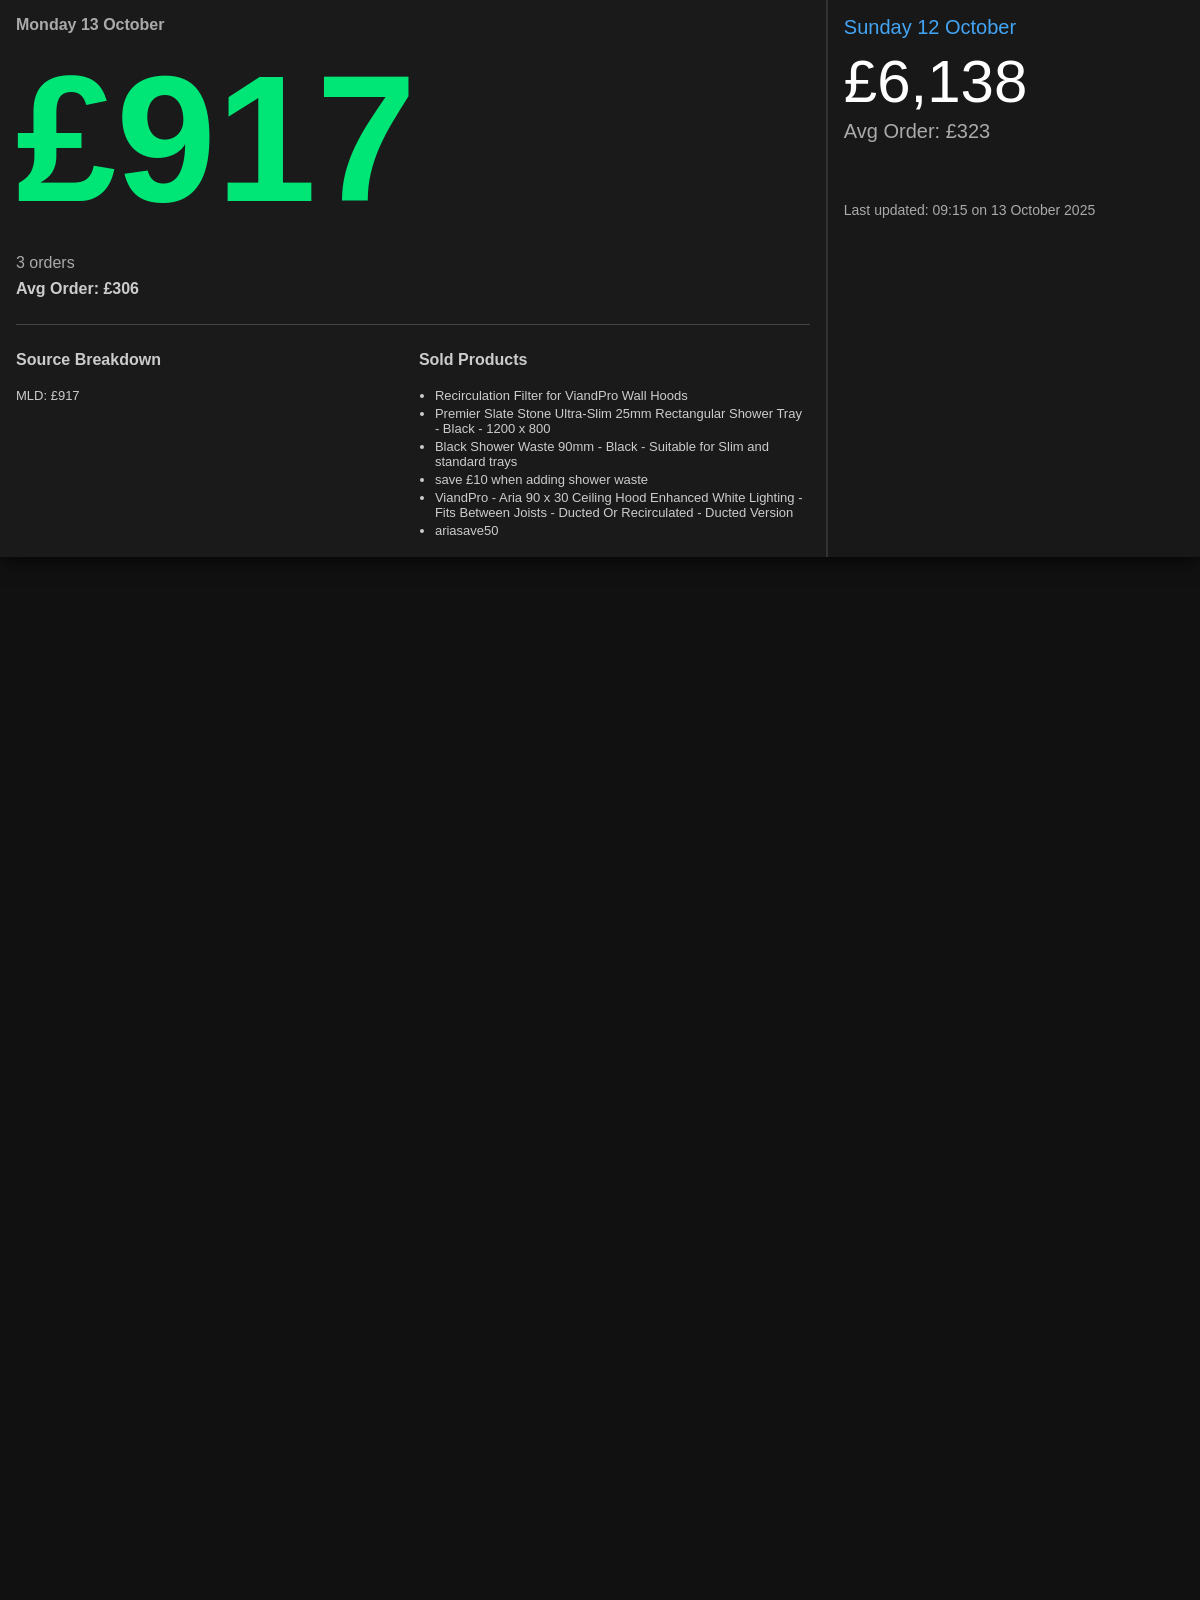 Monday 13 October
£917
3 orders
Avg Order: £306
Source Breakdown
MLD: £917
Sold Products
Recirculation Filter for ViandPro Wall Hoods
Premier Slate Stone Ultra-Slim 25mm Rectangular Shower Tray
- Black - 1200 x 800
Black Shower Waste 90mm - Black - Suitable for Slim and
standard trays
save £10 when adding shower waste
ViandPro - Aria 90 x 30 Ceiling Hood Enhanced White Lighting -
Fits Between Joists - Ducted Or Recirculated - Ducted Version
ariasave50
Sunday 12 October
£6,138
Avg Order: £323
Last updated: 09:15 on 13 October 2025